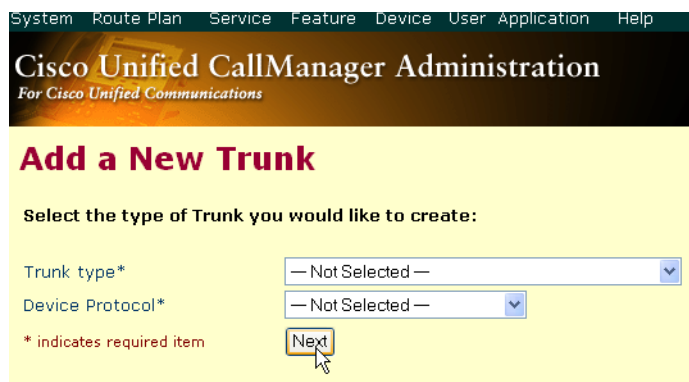 System Route Plan Service Feature Device User Application Help
Cisco Unified CallManager Administration
For Cisco Unified Communications
Add a New Trunk
Select the type of Trunk you would like to create:
Trunk type* — Not Selected —
Device Protocol* — Not Selected —
* indicates required item Next